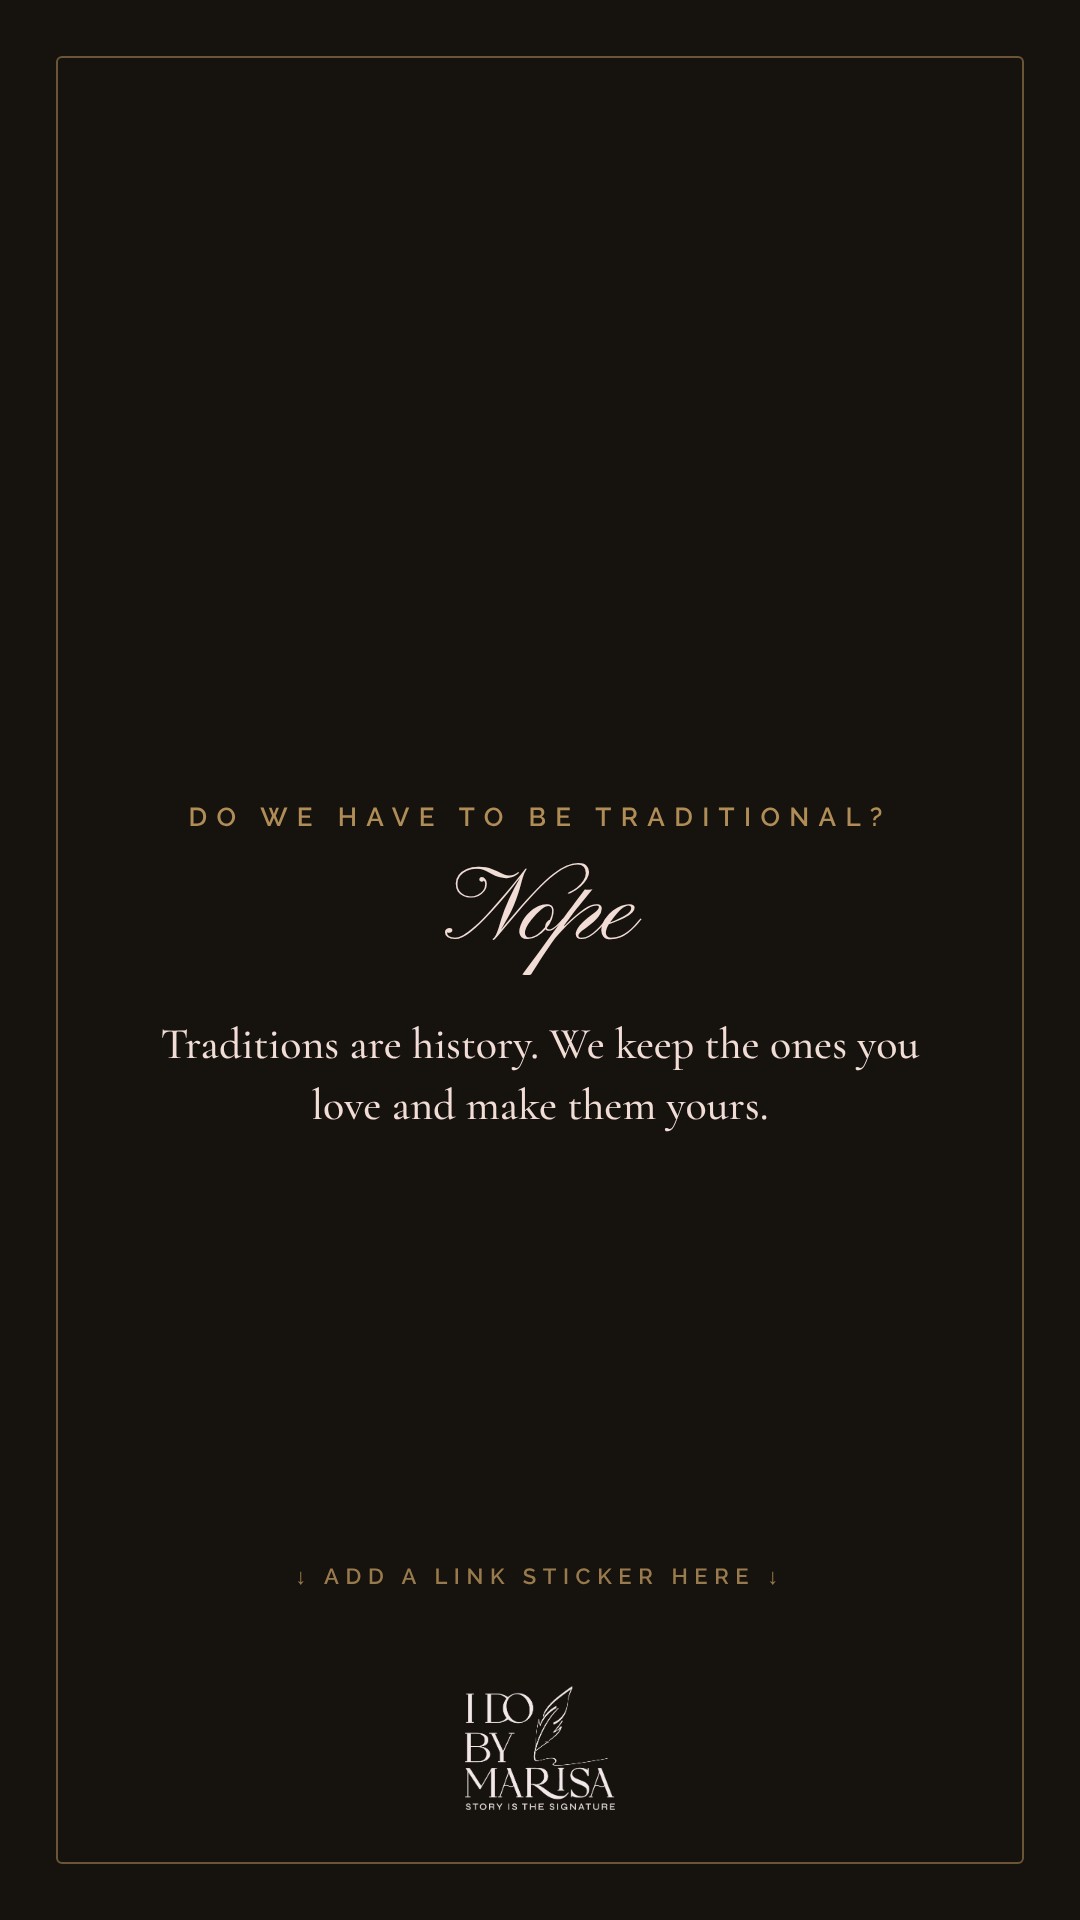 DO WE HAVE TO BE TRADITIONAL?
Nope
Traditions are history. We keep the ones you
love and make them yours.
↓ ADD A LINK STICKER HERE ↓
I DO
BY
MARISA
STORY IS THE SIGNATURE